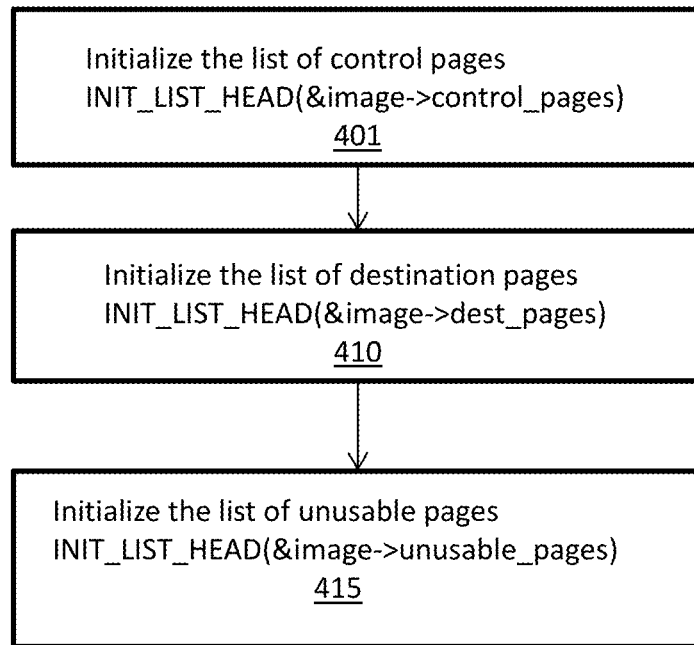 Initialize the list of control pages
INIT_LIST_HEAD(&image->control_pages)
401
Initialize the list of destination pages
INIT_LIST_HEAD(&image->dest_pages)
410
Initialize the list of unusable pages
INIT_LIST_HEAD(&image->unusable_pages)
415